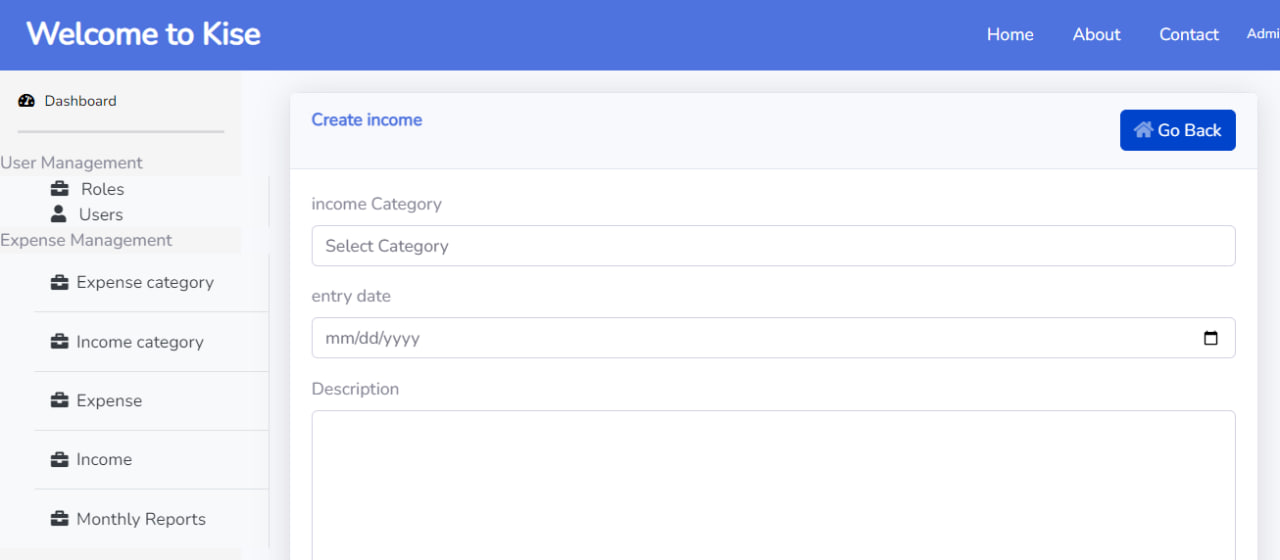 Welcome to Kise
Home About Contact Admi
Dashboard
User Management
Roles
Users
Expense Management
Expense category
Income category
Expense
Income
Monthly Reports
Create income
Go Back
income Category
Select Category
entry date
mm/dd/yyyy
Description